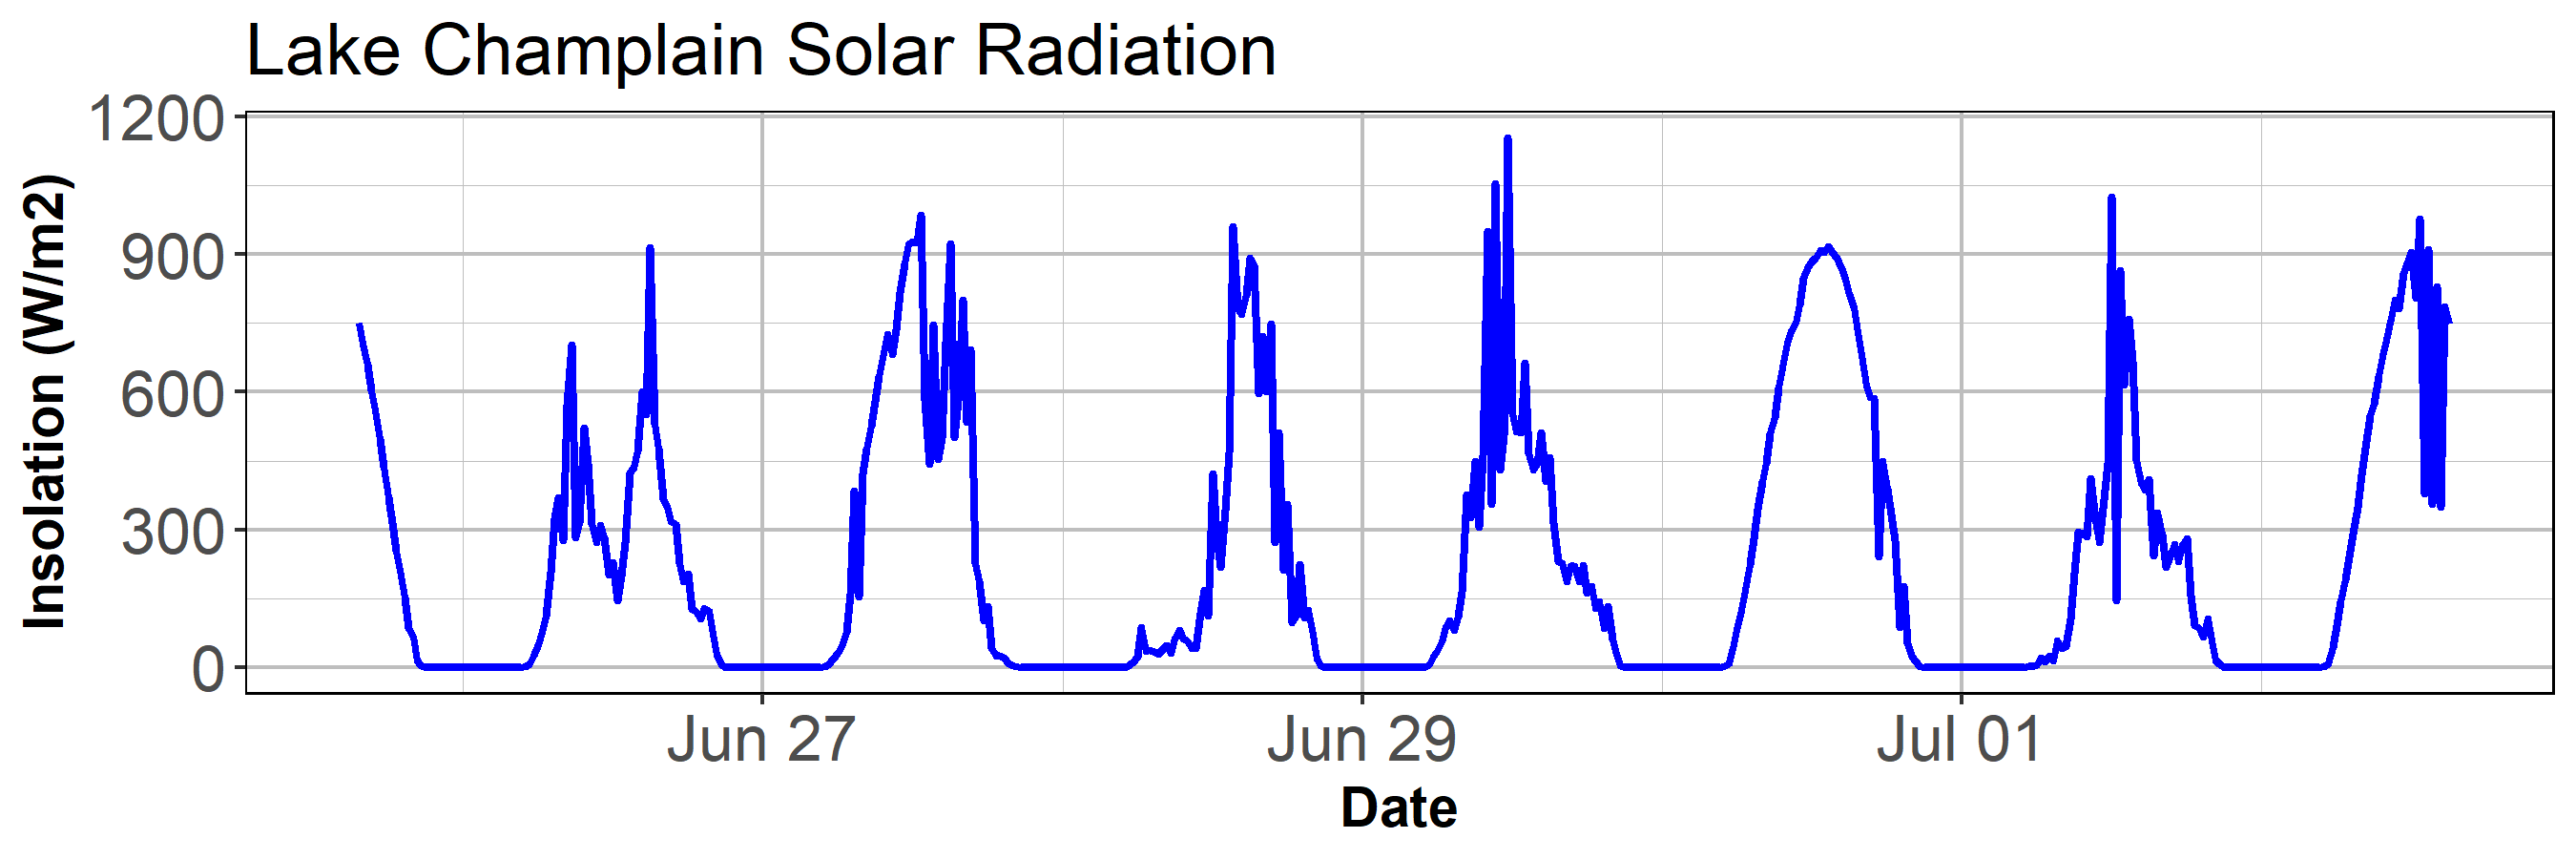 Lake Champlain Solar Radiation
1200
900
600
300
0
Insolation (W/m2)
Jun 27
Jun 29
Jul 01
Date